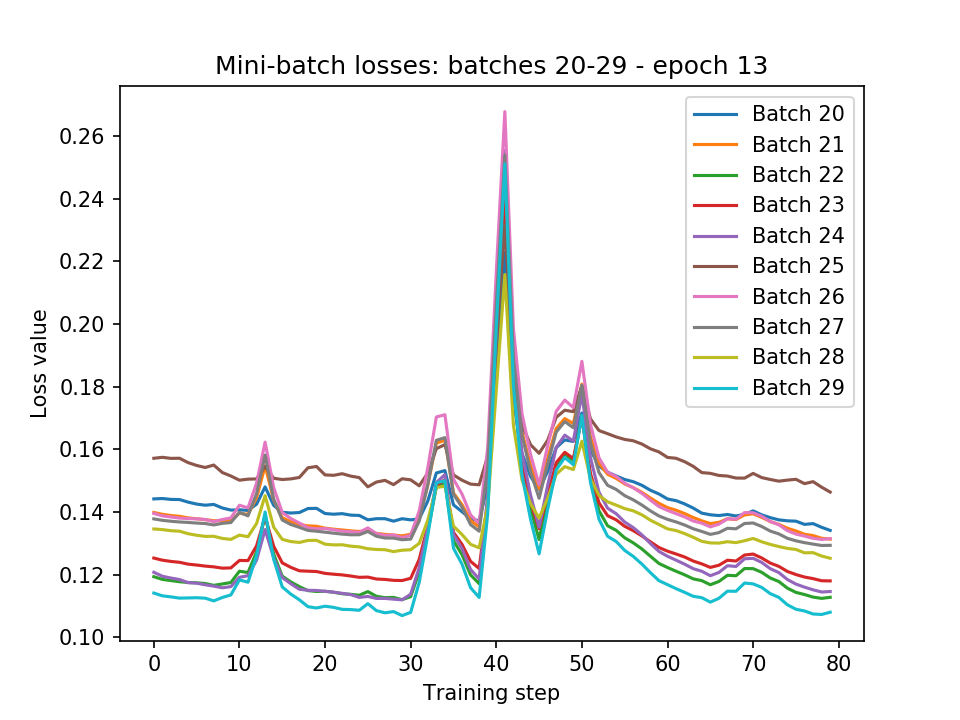 Mini-batch losses: batches 20-29 - epoch 13
Loss value
0.26
0.24
0.22
0.20
0.18
0.16
0.14
0.12
0.10
Batch 20
Batch 21
Batch 22
Batch 23
Batch 24
Batch 25
Batch 26
Batch 27
Batch 28
Batch 29
0 10 20 30 40 50 60 70 80
Training step